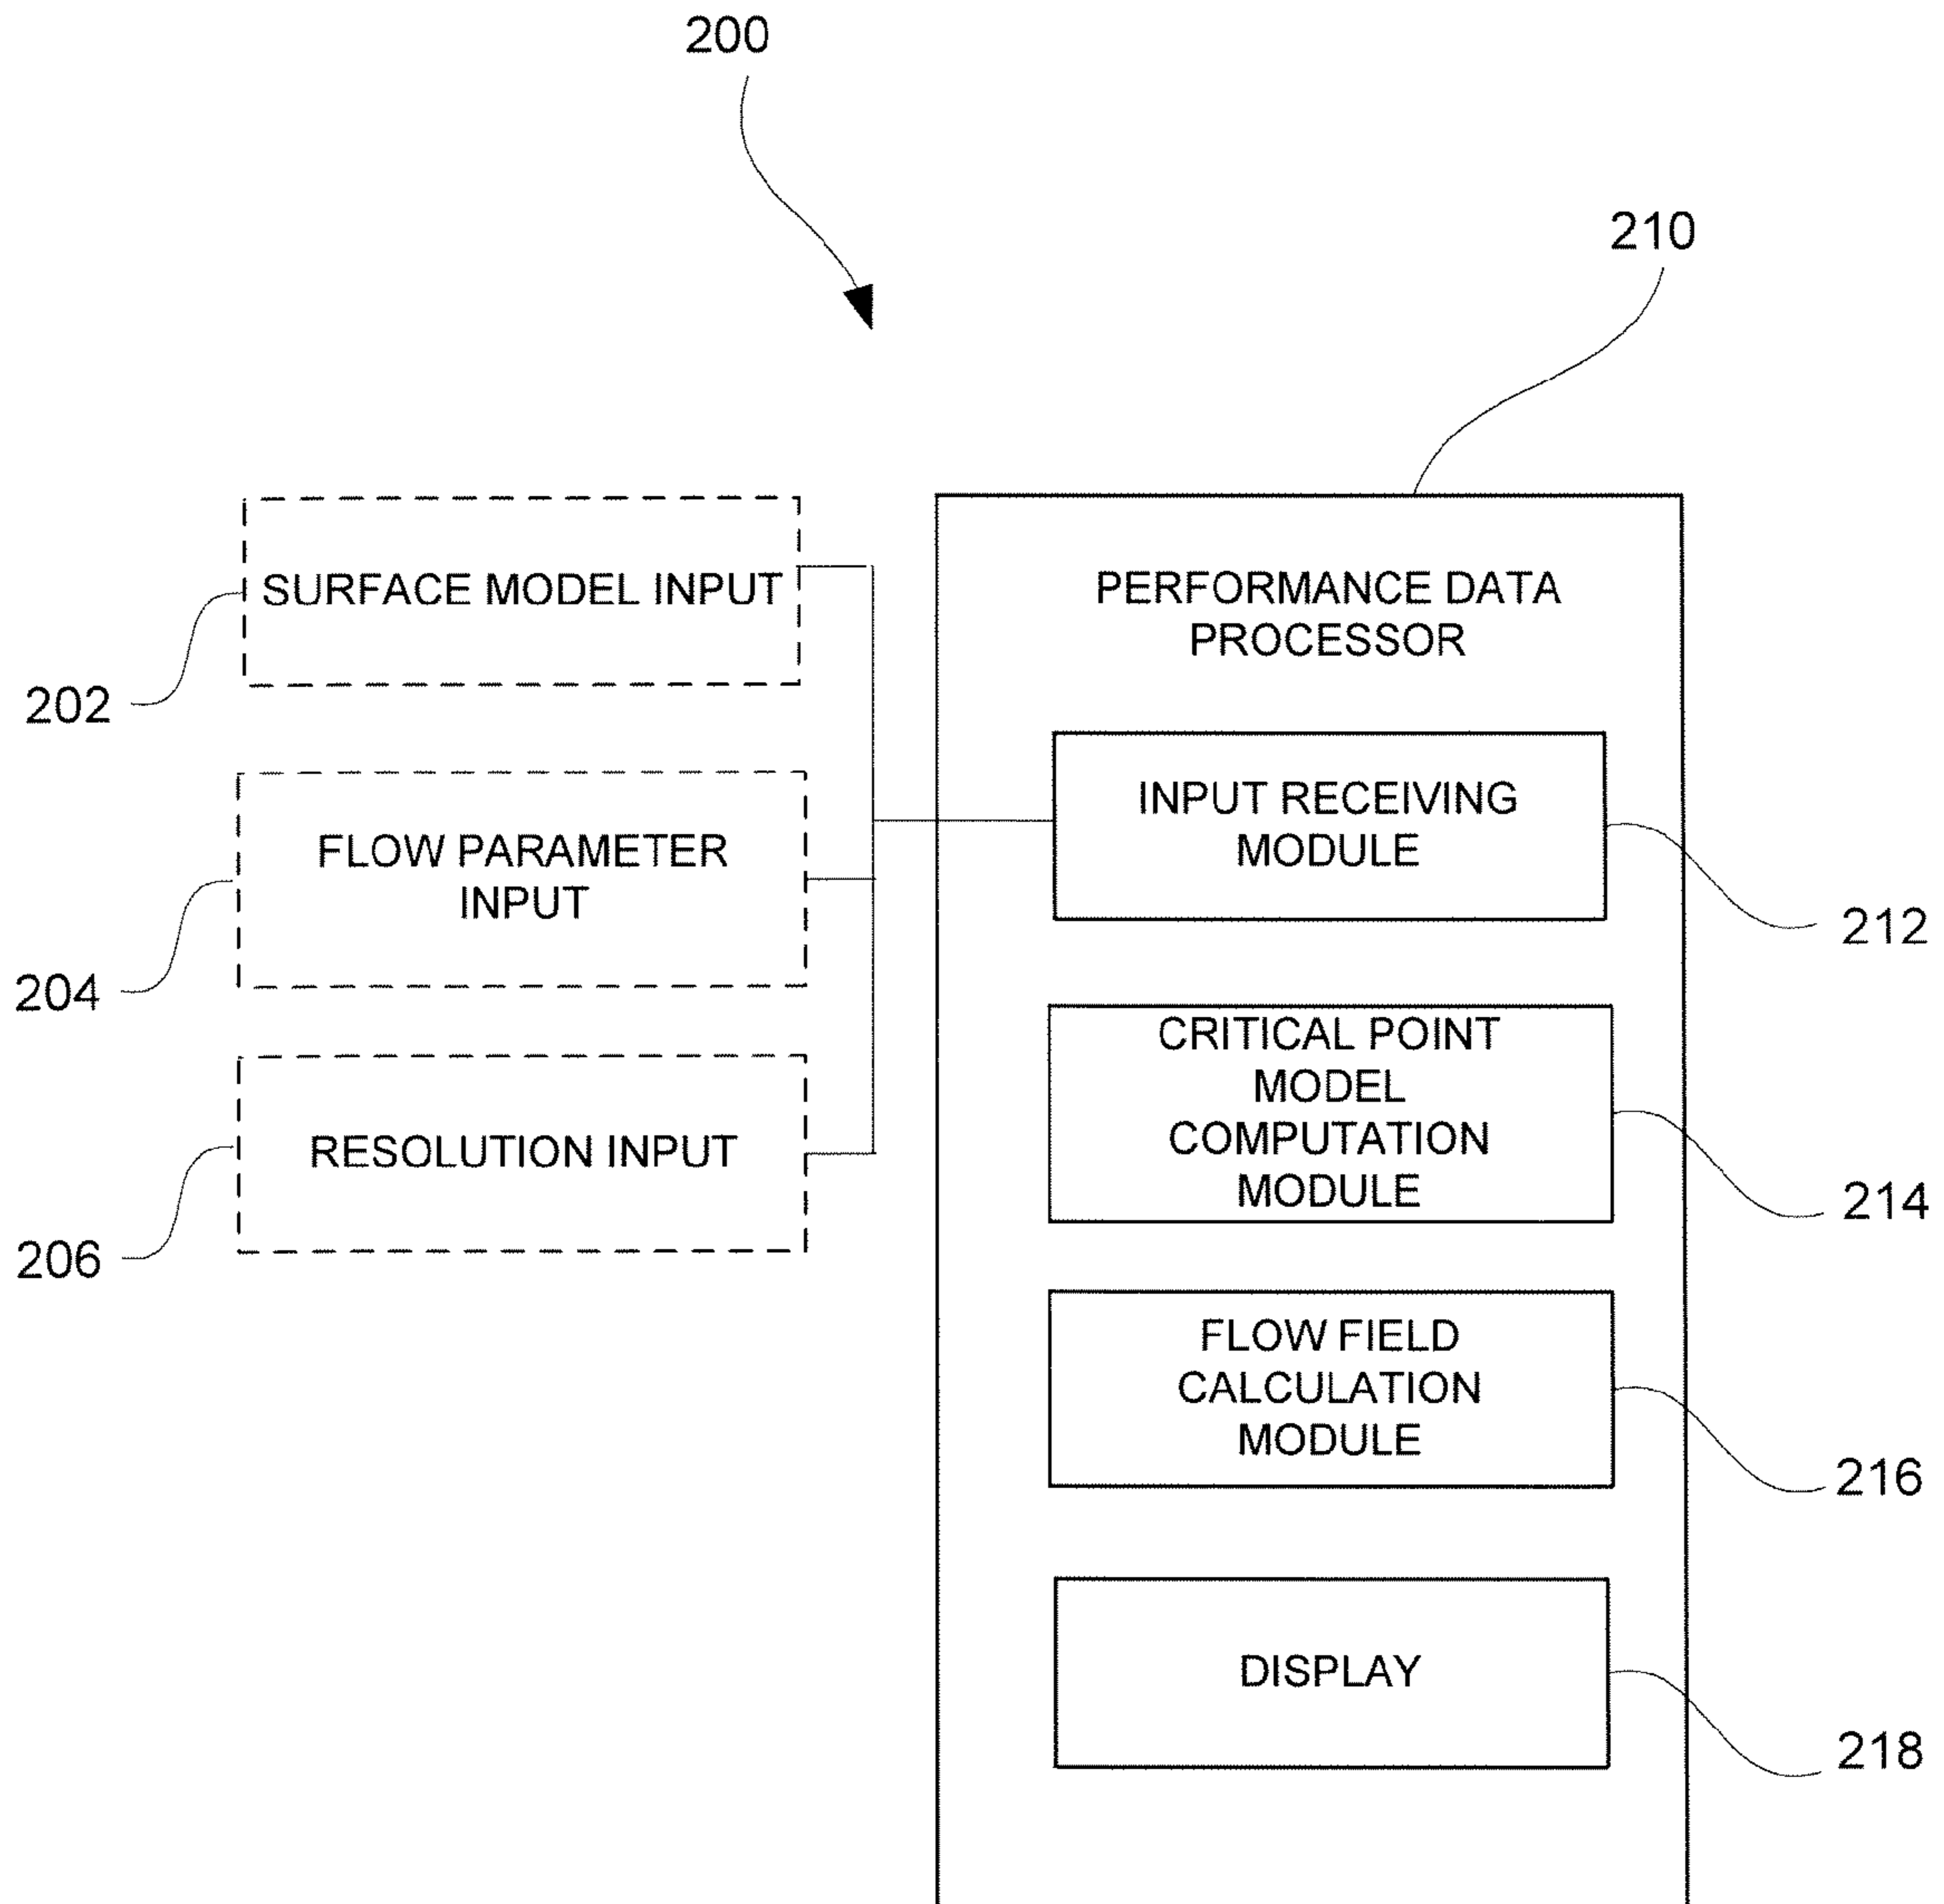 200
210
SURFACE MODEL INPUT
202
FLOW PARAMETER
INPUT
204
RESOLUTION INPUT
206
PERFORMANCE DATA
PROCESSOR
INPUT RECEIVING
MODULE
212
CRITICAL POINT
MODEL
COMPUTATION
MODULE
214
FLOW FIELD
CALCULATION
MODULE
216
DISPLAY
218